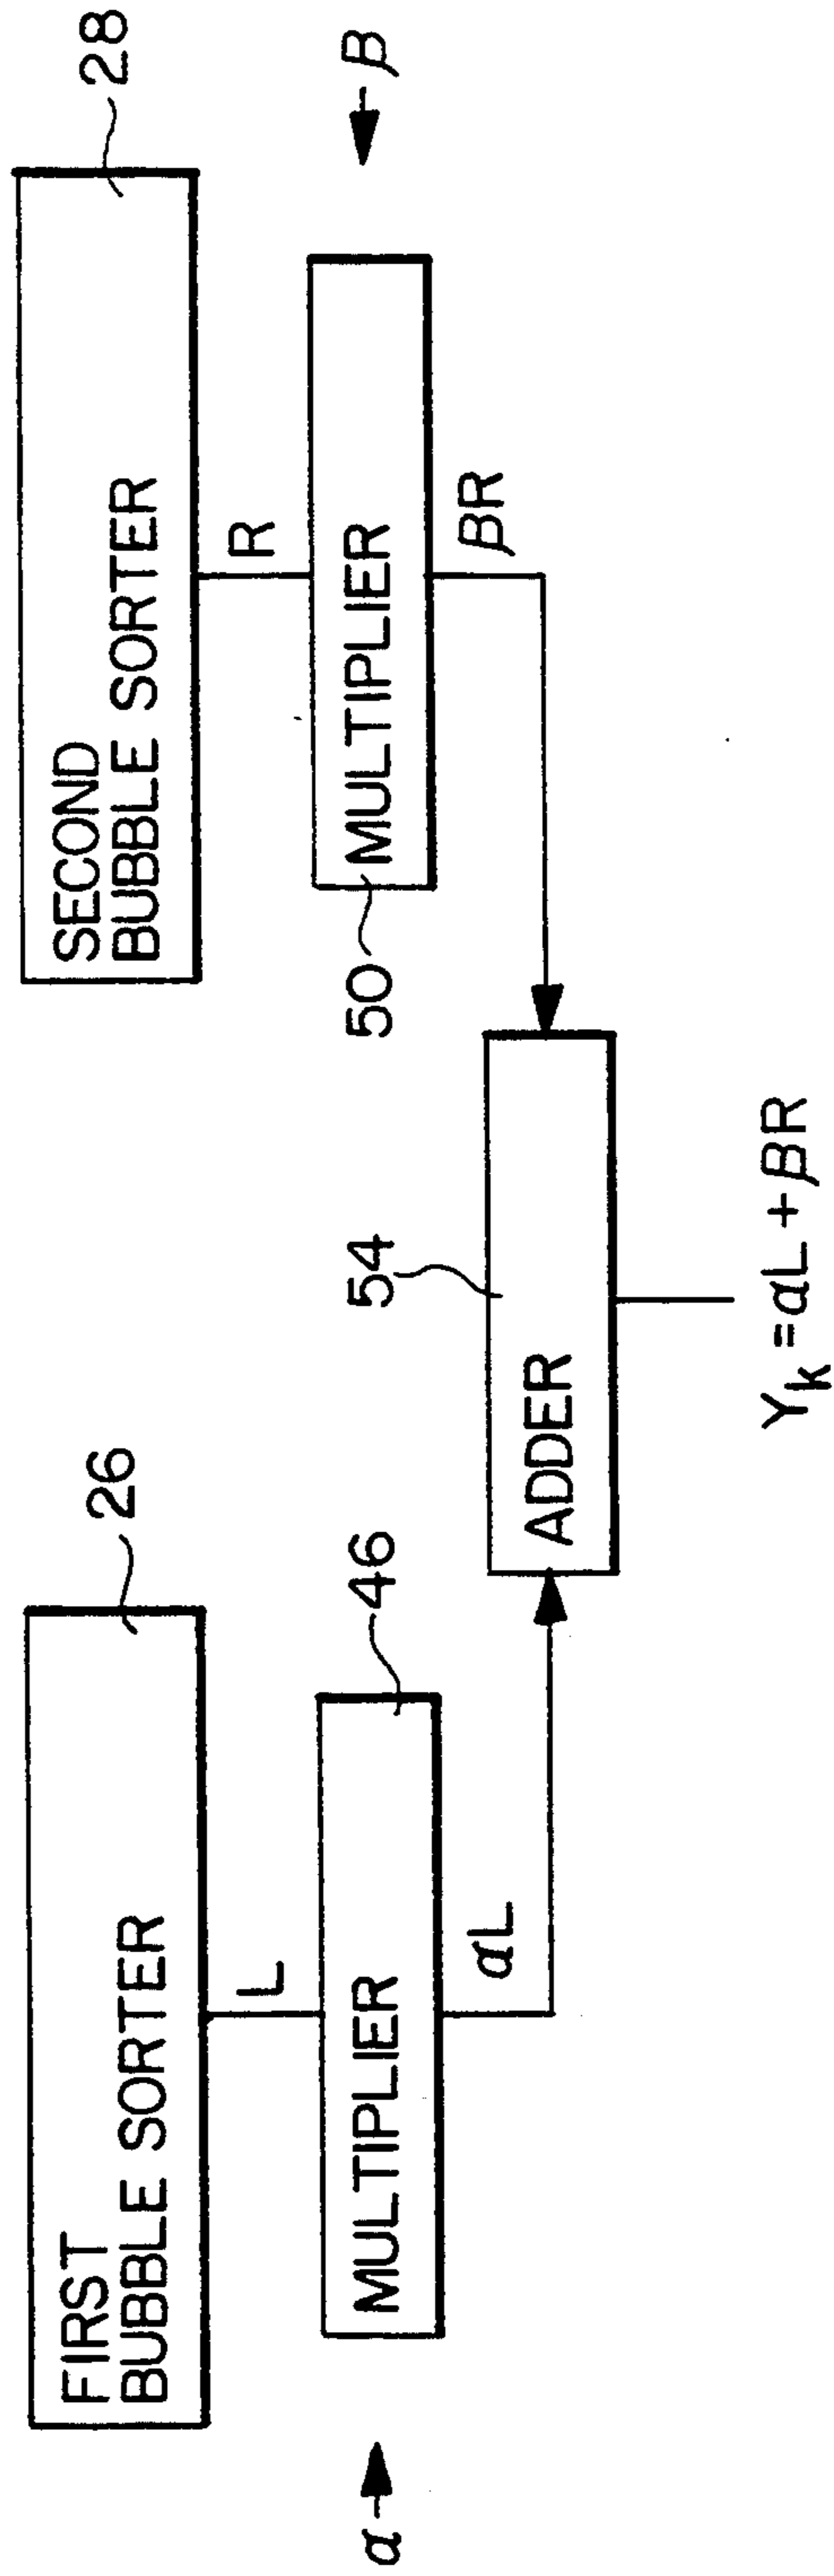 FIRST
BUBBLE SORTER
26
SECOND
BUBBLE SORTER
28
L
R
α
MULTIPLIER
46
50
MULTIPLIER
β
αL
βR
54
ADDER
Yk = αL + βR